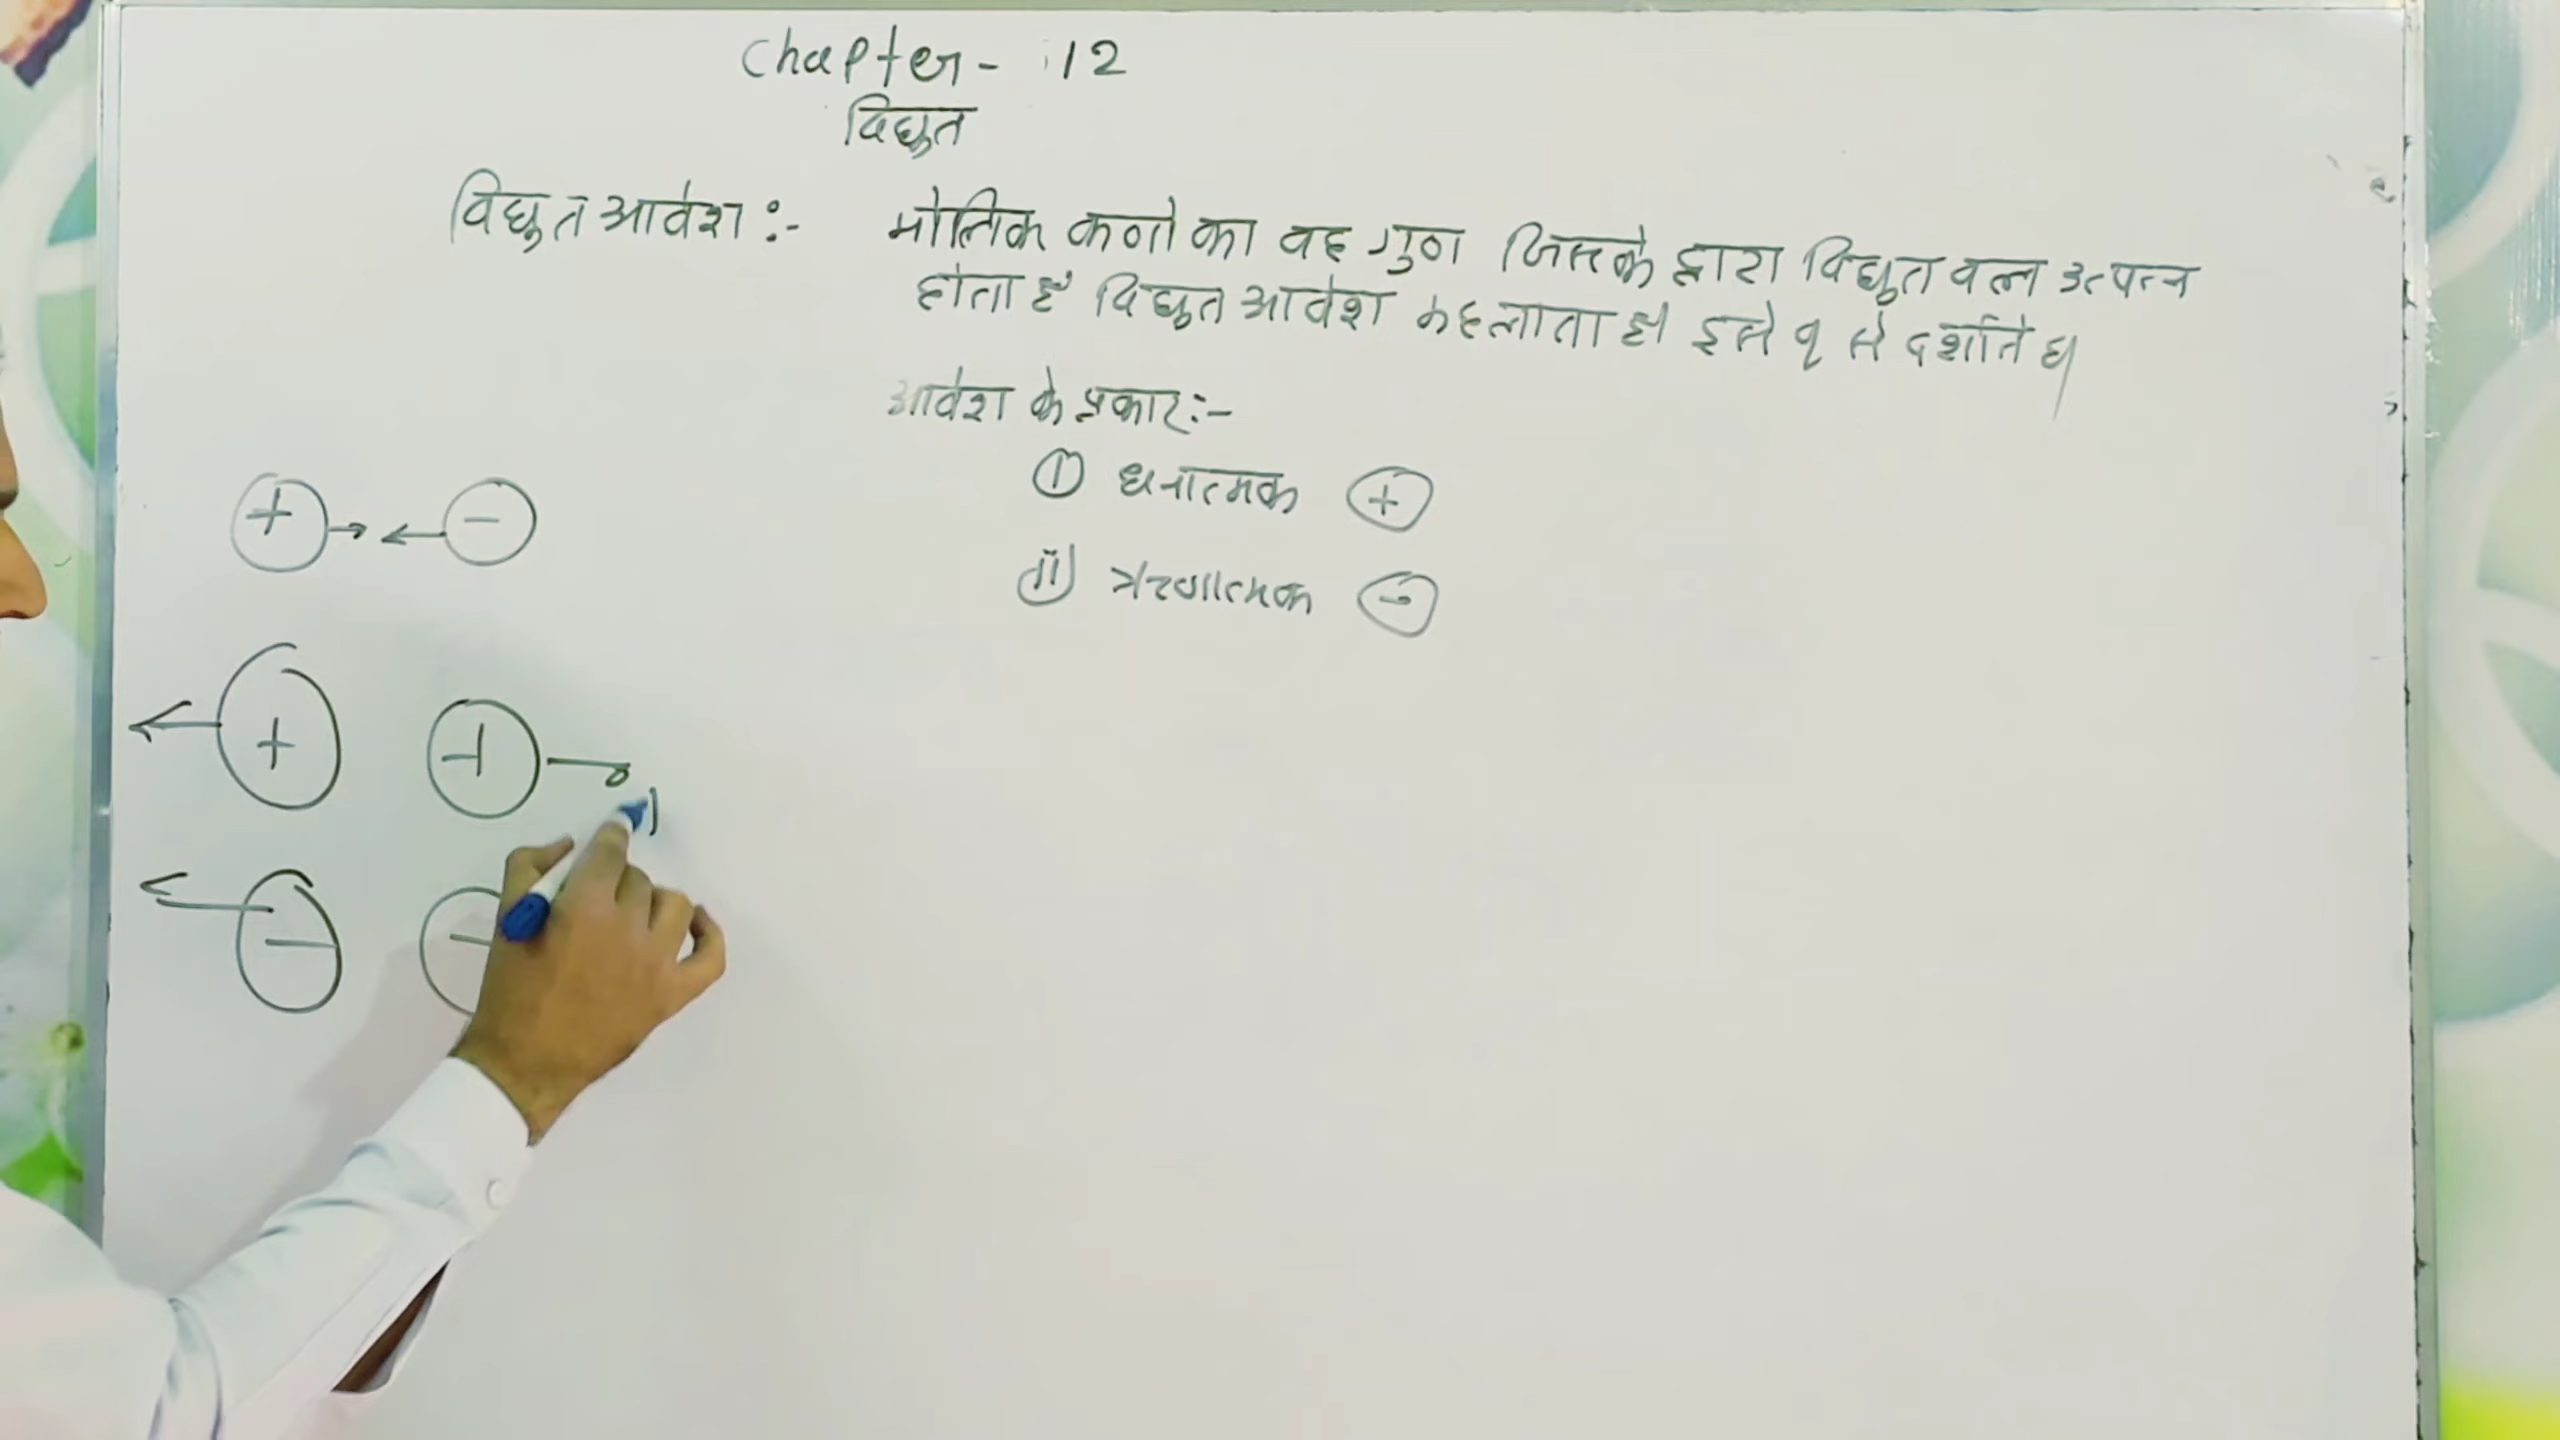 Chapter - 12
विद्युत
विद्युत आवेश :- मौलिक कणो का वह गुण जिसके द्वारा विद्युत बल उत्पन्न
होता है विद्युत आवेश कहलाता है। इसे q से दर्शाते है।
आवेश के प्रकार :-
(i) धनात्मक (+)
(ii) ऋणात्मक (-)
+ -
+ +
- -